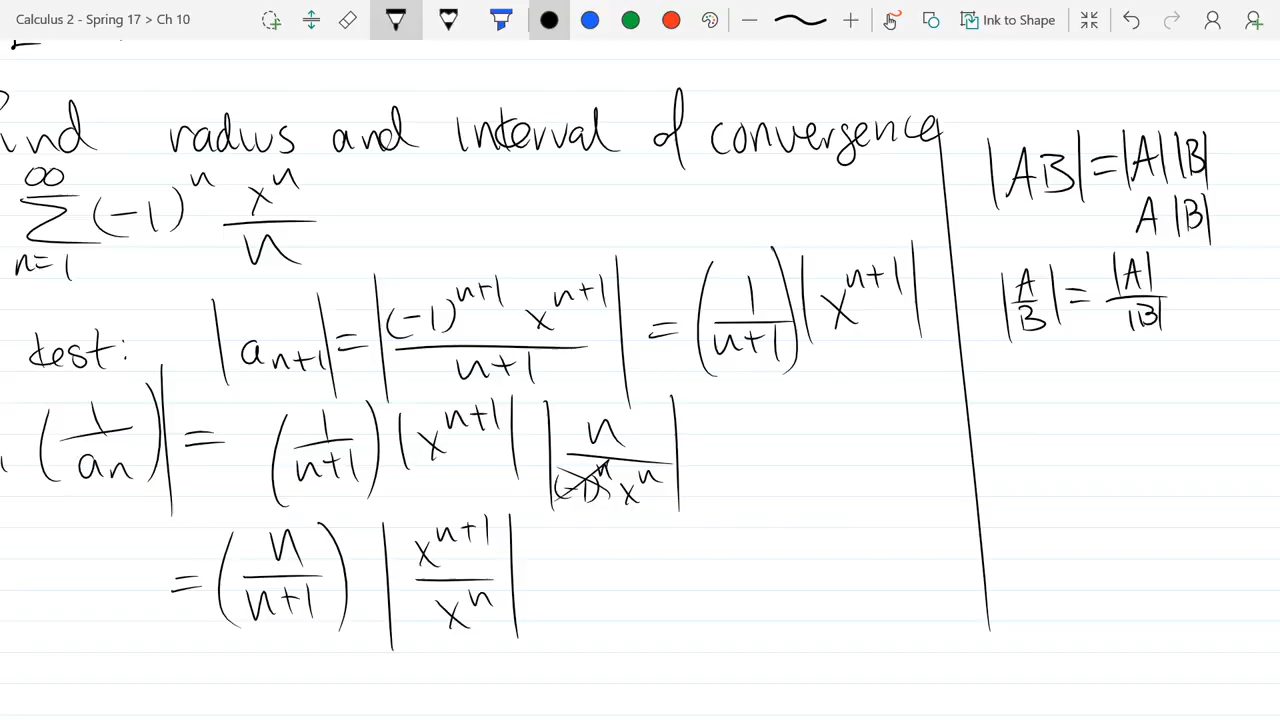 Calculus 2 - Spring 17 > Ch 10
Ink to Shape
find radius and interval of convergence
∞
∑ (-1)^n x^n / n
n=1
test: |a_{n+1}| = |(-1)^{n+1} x^{n+1} / (n+1)| = (1/(n+1)) |x^{n+1}|
(1/a_n)| = (1/(n+1)) |x^{n+1}| |n / ((-1)^n x^n)|
= (n/(n+1)) |x^{n+1} / x^n|
|AB| = |A| |B|
A |B|
|A/B| = |A|/|B|